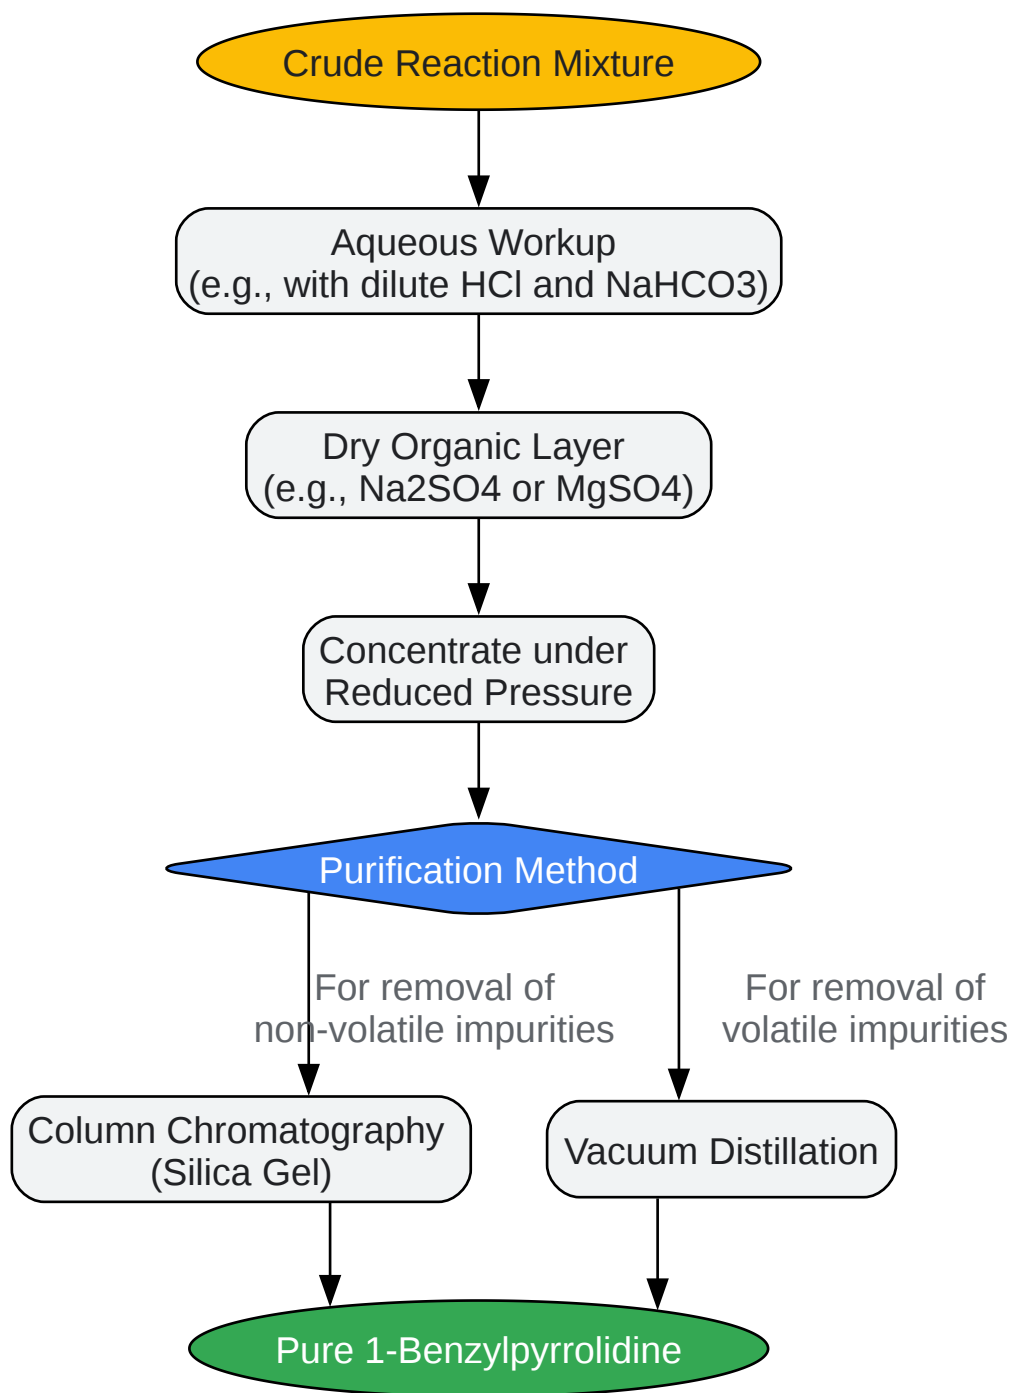 Crude Reaction Mixture
Aqueous Workup
(e.g., with dilute HCl and NaHCO3)
Dry Organic Layer
(e.g., Na2SO4 or MgSO4)
Concentrate under
Reduced Pressure
Purification Method
For removal of
non-volatile impurities
For removal of
volatile impurities
Column Chromatography
(Silica Gel)
Vacuum Distillation
Pure 1-Benzylpyrrolidine